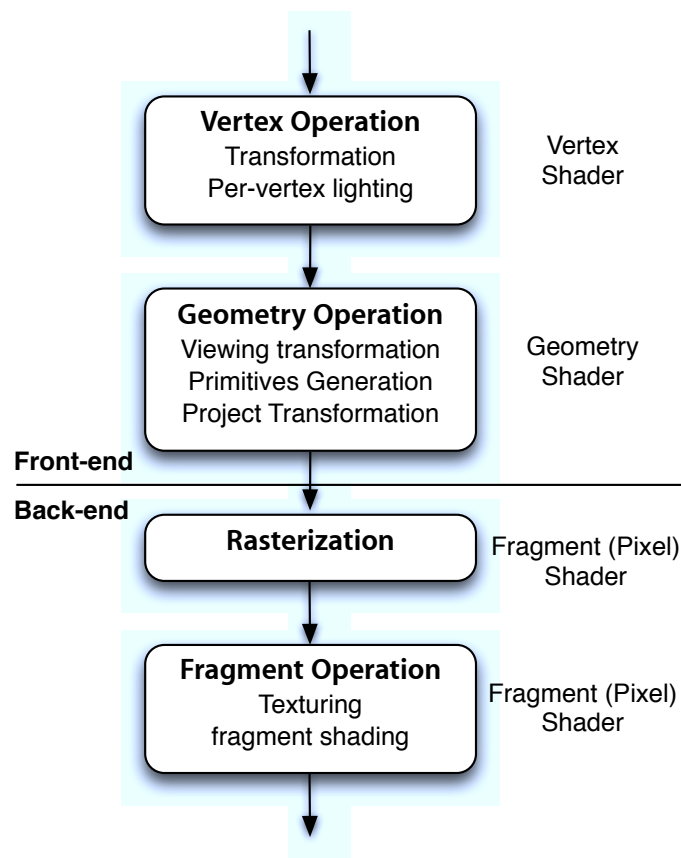 Vertex Operation
Transformation
Per-vertex lighting
Vertex
Shader
Geometry Operation
Viewing transformation
Primitives Generation
Project Transformation
Geometry
Shader
Front-end
Back-end
Rasterization
Fragment (Pixel)
Shader
Fragment Operation
Texturing
fragment shading
Fragment (Pixel)
Shader